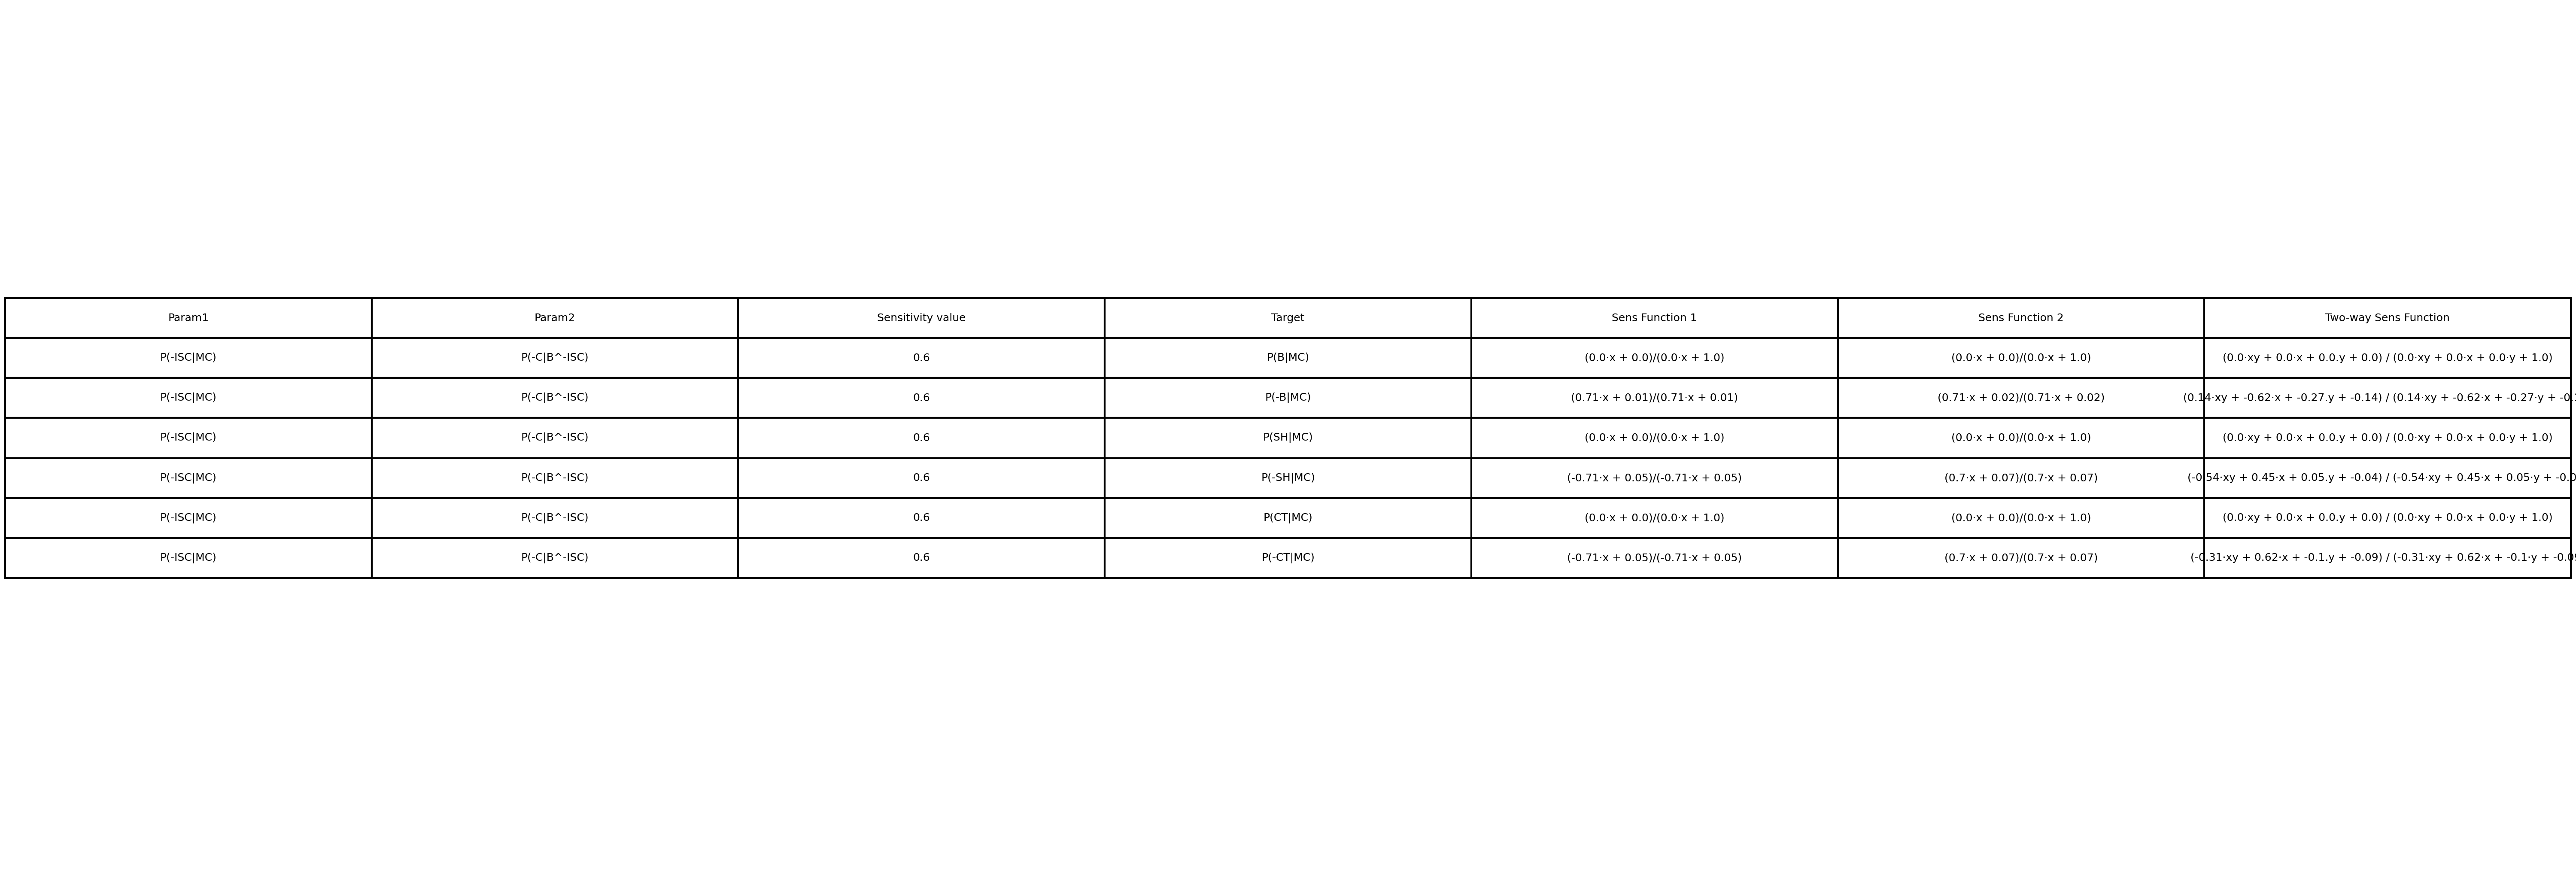 Param1 Param2 Sensitivity value Target Sens Function 1 Sens Function 2 Two-way Sens Function
P(-ISC|MC) P(-C|B^-ISC) 0.6 P(B|MC) (0.0·x + 0.0)/(0.0·x + 1.0) (0.0·x + 0.0)/(0.0·x + 1.0) (0.0·xy + 0.0·x + 0.0.y + 0.0) / (0.0·xy + 0.0·x + 0.0·y + 1.0)
P(-ISC|MC) P(-C|B^-ISC) 0.6 P(-B|MC) (0.71·x + 0.01)/(0.71·x + 0.01) (0.71·x + 0.02)/(0.71·x + 0.02) (0.14·xy + -0.62·x + -0.27.y + -0.14) / (0.14·xy + -0.62·x + -0.27·y +
P(-ISC|MC) P(-C|B^-ISC) 0.6 P(SH|MC) (0.0·x + 0.0)/(0.0·x + 1.0) (0.0·x + 0.0)/(0.0·x + 1.0) (0.0·xy + 0.0·x + 0.0.y + 0.0) / (0.0·xy + 0.0·x + 0.0·y + 1.0)
P(-ISC|MC) P(-C|B^-ISC) 0.6 P(-SH|MC) (-0.71·x + 0.05)/(-0.71·x + 0.05) (0.7·x + 0.07)/(0.7·x + 0.07) (-0.54·xy + 0.45·x + 0.05.y + -0.04) / (-0.54·xy + 0.45·x + 0.05·y +
P(-ISC|MC) P(-C|B^-ISC) 0.6 P(CT|MC) (0.0·x + 0.0)/(0.0·x + 1.0) (0.0·x + 0.0)/(0.0·x + 1.0) (0.0·xy + 0.0·x + 0.0.y + 0.0) / (0.0·xy + 0.0·x + 0.0·y + 1.0)
P(-ISC|MC) P(-C|B^-ISC) 0.6 P(-CT|MC) (-0.71·x + 0.05)/(-0.71·x + 0.05) (0.7·x + 0.07)/(0.7·x + 0.07) (-0.31·xy + 0.62·x + -0.1.y + -0.09) / (-0.31·xy + 0.62·x + -0.1·y +